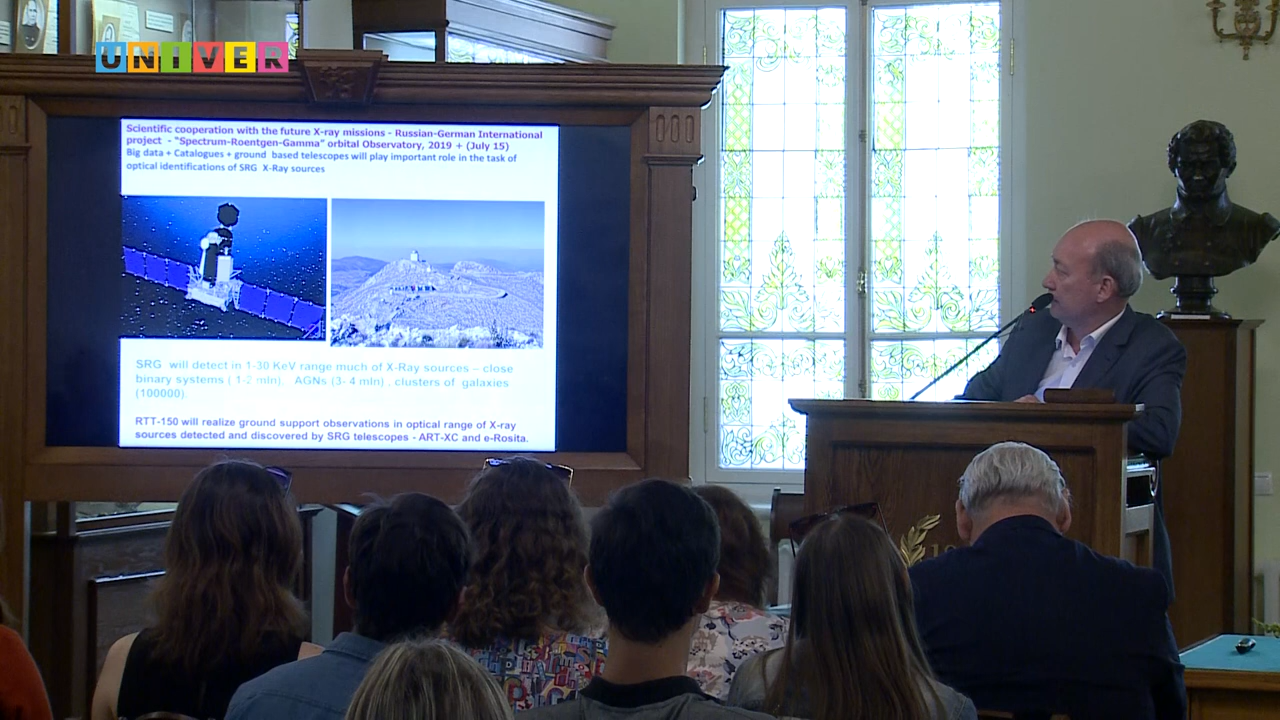 UNIVER
Scientific cooperation with the future X-ray missions - Russian-German International
project - "Spectrum-Roentgen-Gamma" orbital Observatory, 2019 + (July 15)
Big data + Catalogues + ground based telescopes will play important role in the task of
optical identifications of SRG X-Ray sources
SRG will detect in 1-30 KeV range much of X-Ray sources – close
binary systems ( 1-2 mln), AGNs (3- 4 mln) , clusters of galaxies
(100000).
RTT-150 will realize ground support observations in optical range of X-ray
sources detected and discovered by SRG telescopes - ART-XC and e-Rosita.